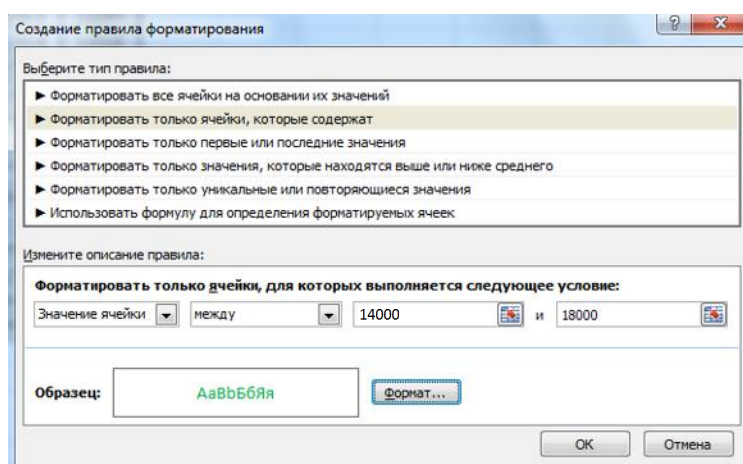 Создание правила форматирования
Выберите тип правила:
► Форматировать все ячейки на основании их значений
► Форматировать только ячейки, которые содержат
► Форматировать только первые или последние значения
► Форматировать только значения, которые находятся выше или ниже среднего
► Форматировать только уникальные или повторяющиеся значения
► Использовать формулу для определения форматируемых ячеек
Измените описание правила:
Форматировать только ячейки, для которых выполняется следующее условие:
Значение ячейки между 14000 и 18000
Образец: АаВbБбЯя Формат...
ОК Отмена